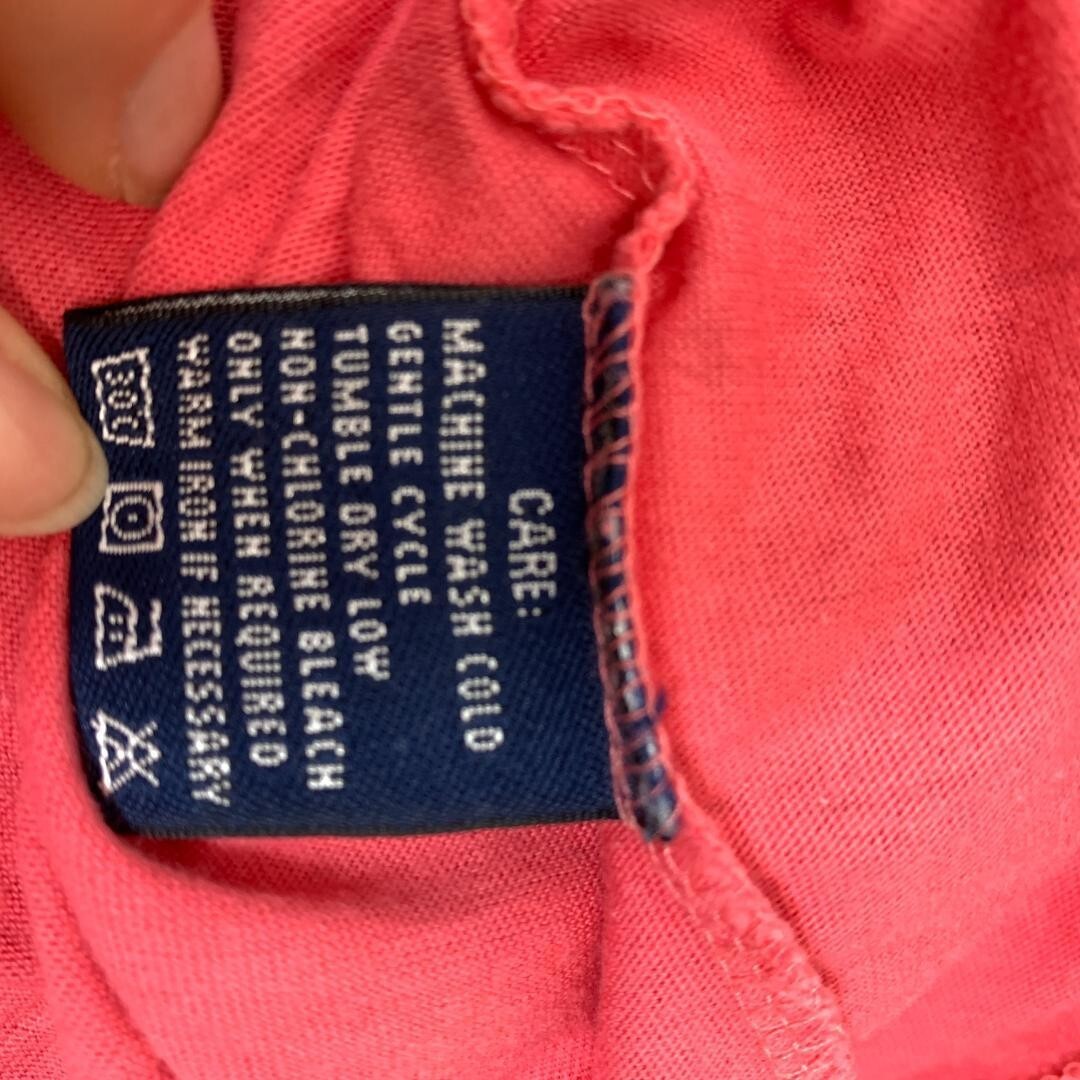 CARE:
MACHINE WASH COLD
GENTLE CYCLE
TUMBLE DRY LOW
NON-CHLORINE BLEACH
ONLY WHEN REQUIRED
WARM IRON IF NECESSARY
30C